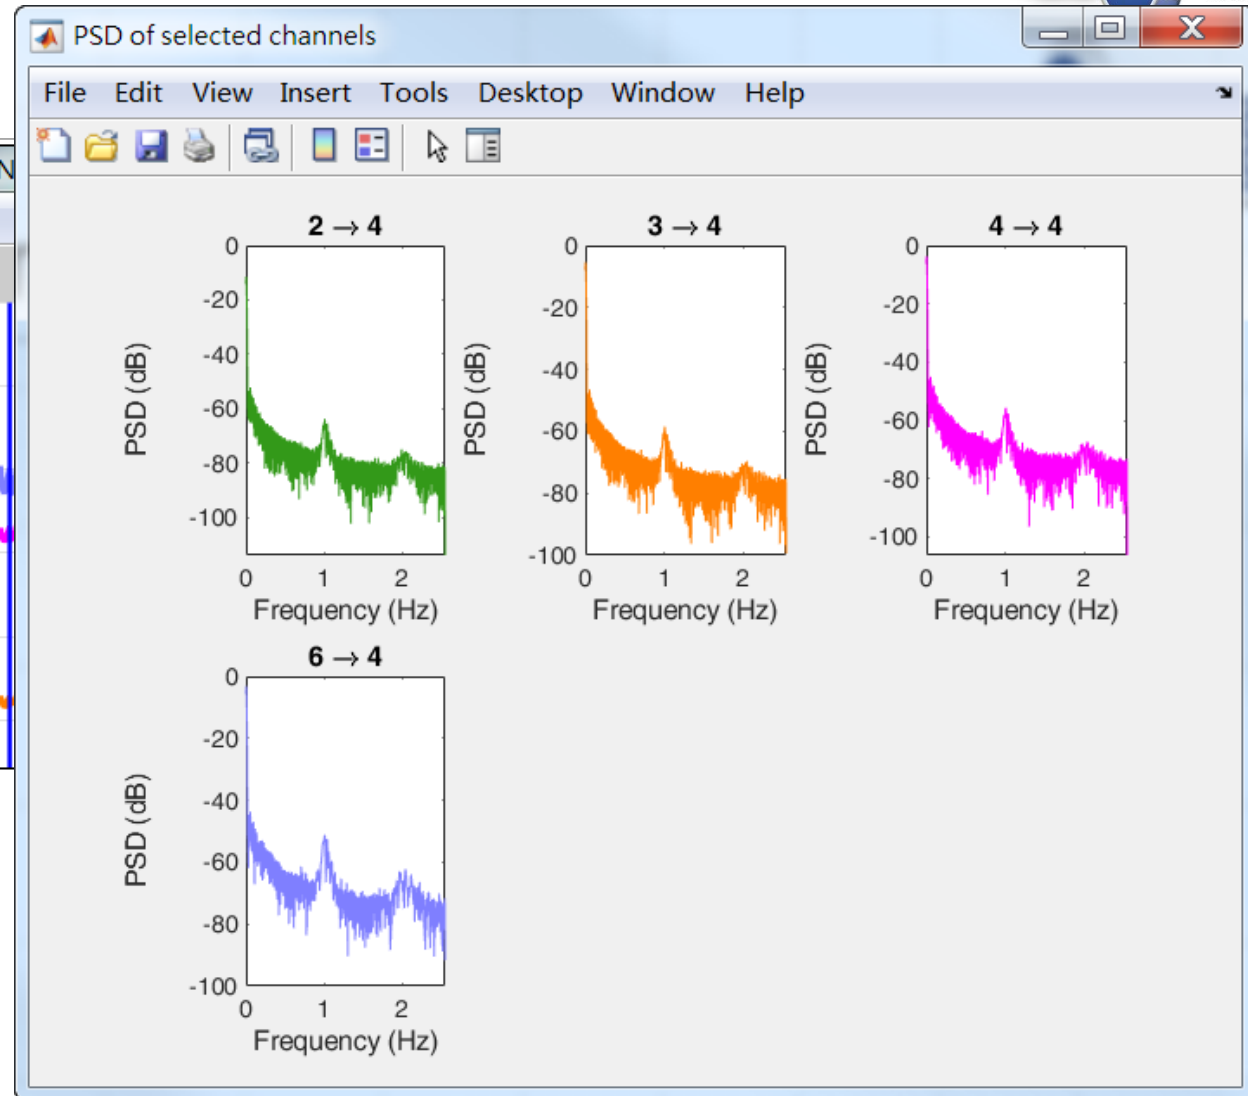 PSD of selected channels
File Edit View Insert Tools Desktop Window Help
N
2 → 4
0
-20
-40
-60
-80
-100
PSD (dB)
0 1 2
Frequency (Hz)
3 → 4
0
-20
-40
-60
-80
-100
PSD (dB)
0 1 2
Frequency (Hz)
4 → 4
0
-20
-40
-60
-80
-100
PSD (dB)
0 1 2
Frequency (Hz)
6 → 4
0
-20
-40
-60
-80
-100
PSD (dB)
0 1 2
Frequency (Hz)